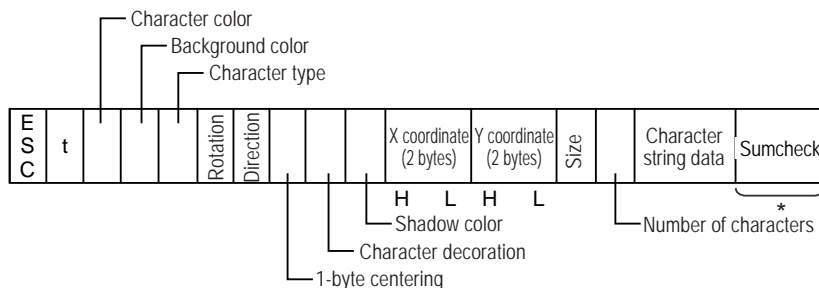 Character color
Background color
Character type
ESC
t
Rotation
Direction
X coordinate
(2 bytes)
Y coordinate
(2 bytes)
Size
Character
string data
Sumcheck
H L H L
*
Shadow color
Number of characters
Character decoration
1-byte centering